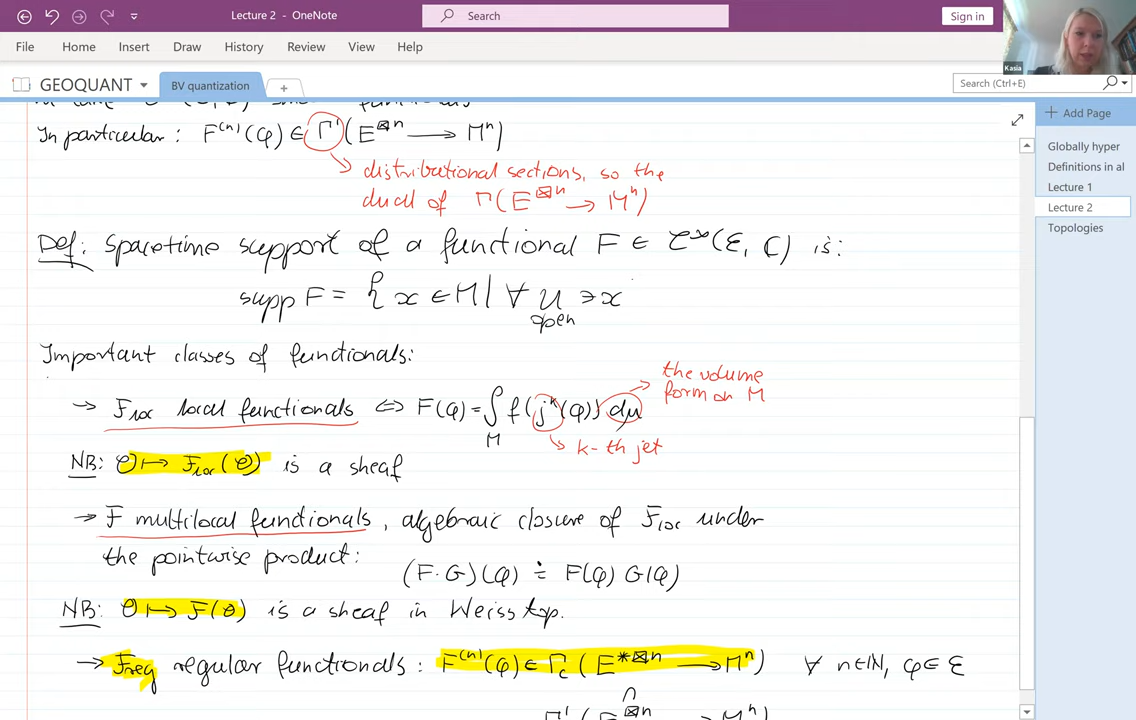 Lecture 2 - OneNote
Search
Sign in
File Home Insert Draw History Review View Help
Kasia
GEOQUANT
BV quantization
Search (Ctrl+E)
Add Page
Globally hyper
Definitions in al
Lecture 1
Lecture 2
Topologies
In particular: F⁽ⁿ⁾(φ) ∈ Γ'(E^⊠n → Mⁿ)
distributional sections, so the
dual of Γ(E^⊠n → Mⁿ)
Def: Spacetime support of a functional F ∈ C^∞(E, ℂ) is:
supp F = { x ∈ M | ∀ U ∋ x
open
Important classes of functionals:
→ F_loc local functionals ⇔ F(φ) = ∫_M f(j^k(φ)) dμ
the volume
form on M
k-th jet
NB: O ↦ F_loc(O) is a sheaf
→ F multilocal functionals, algebraic closure of F_loc under
the pointwise product:
(F·G)(φ) ≐ F(φ) G(φ)
NB: O ↦ F(O) is a sheaf in Weiss top.
→ F_reg regular functionals: F⁽ⁿ⁾(φ) ∈ Γ_c(E*^⊠n → Mⁿ) ∀ n∈ℕ, φ∈E
∩